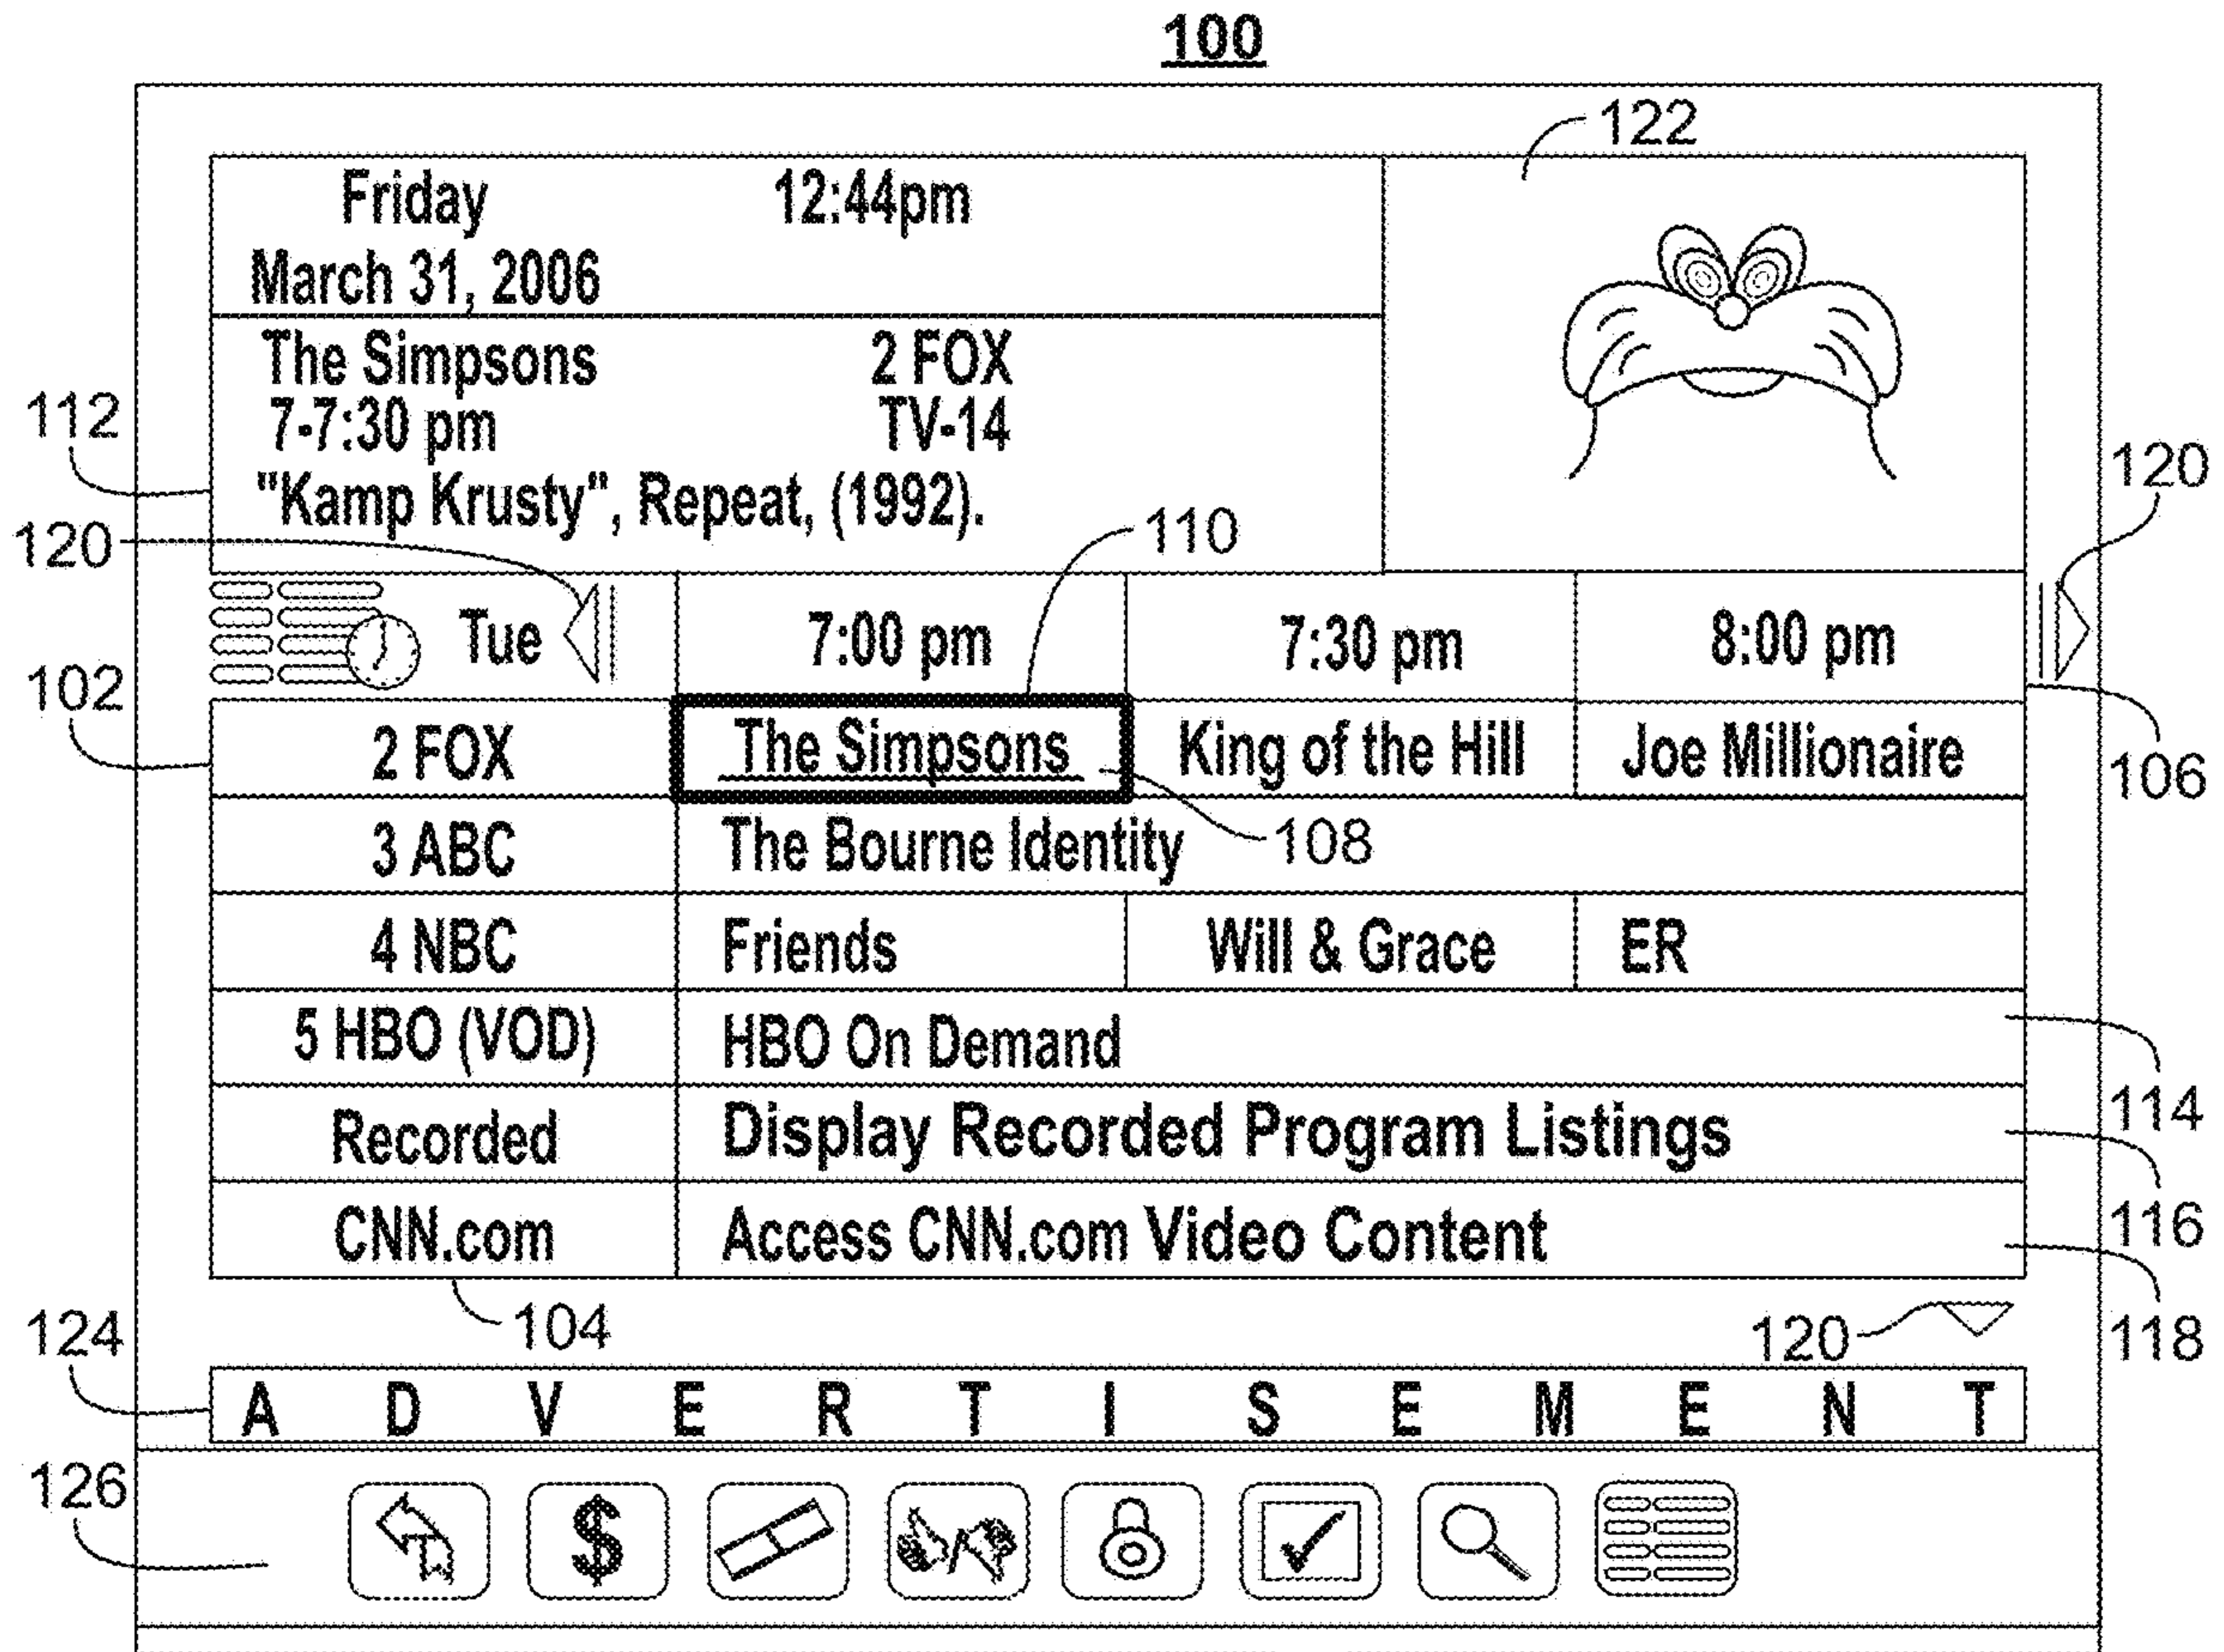 100
122
Friday 12:44pm
March 31, 2006
The Simpsons 2 FOX
112
7-7:30 pm TV-14
120
"Kamp Krusty", Repeat, (1992).
110
120
Tue 7:00 pm 7:30 pm 8:00 pm
102
2 FOX The Simpsons King of the Hill Joe Millionaire
106
3 ABC The Bourne Identity 108
4 NBC Friends Will & Grace ER
5 HBO (VOD) HBO On Demand
114
Recorded Display Recorded Program Listings
116
CNN.com Access CNN.com Video Content
104
120
118
124
A D V E R T I S E M E N T
126
$